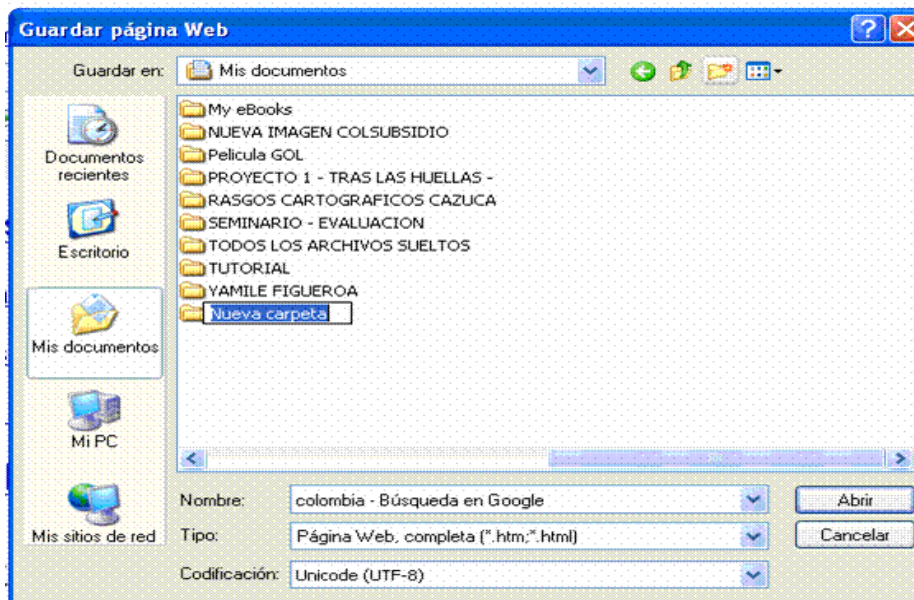 Guardar página Web
Guardar en:
Mis documentos
Documentos
recientes
Escritorio
Mis documentos
Mi PC
Mis sitios de red
My eBooks
NUEVA IMAGEN COLSUBSIDIO
Pelicula GOL
PROYECTO 1 - TRAS LAS HUELLAS -
RASGOS CARTOGRAFICOS CAZUCA
SEMINARIO - EVALUACION
TODOS LOS ARCHIVOS SUELTOS
TUTORIAL
YAMILE FIGUEROA
Nueva carpeta
Nombre:
colombia - Búsqueda en Google
Abrir
Tipo:
Página Web, completa (*.htm;*.html)
Cancelar
Codificación:
Unicode (UTF-8)